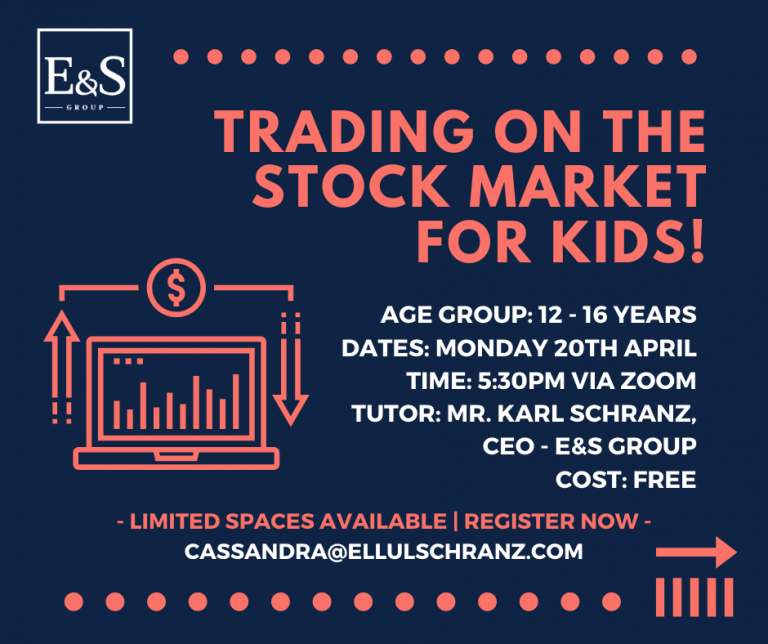 E&S
GROUP
TRADING ON THE
STOCK MARKET
FOR KIDS!
AGE GROUP: 12 - 16 YEARS
DATES: MONDAY 20TH APRIL
TIME: 5:30PM VIA ZOOM
TUTOR: MR. KARL SCHRANZ,
CEO - E&S GROUP
COST: FREE
- LIMITED SPACES AVAILABLE | REGISTER NOW -
CASSANDRA@ELLULSCHRANZ.COM
$